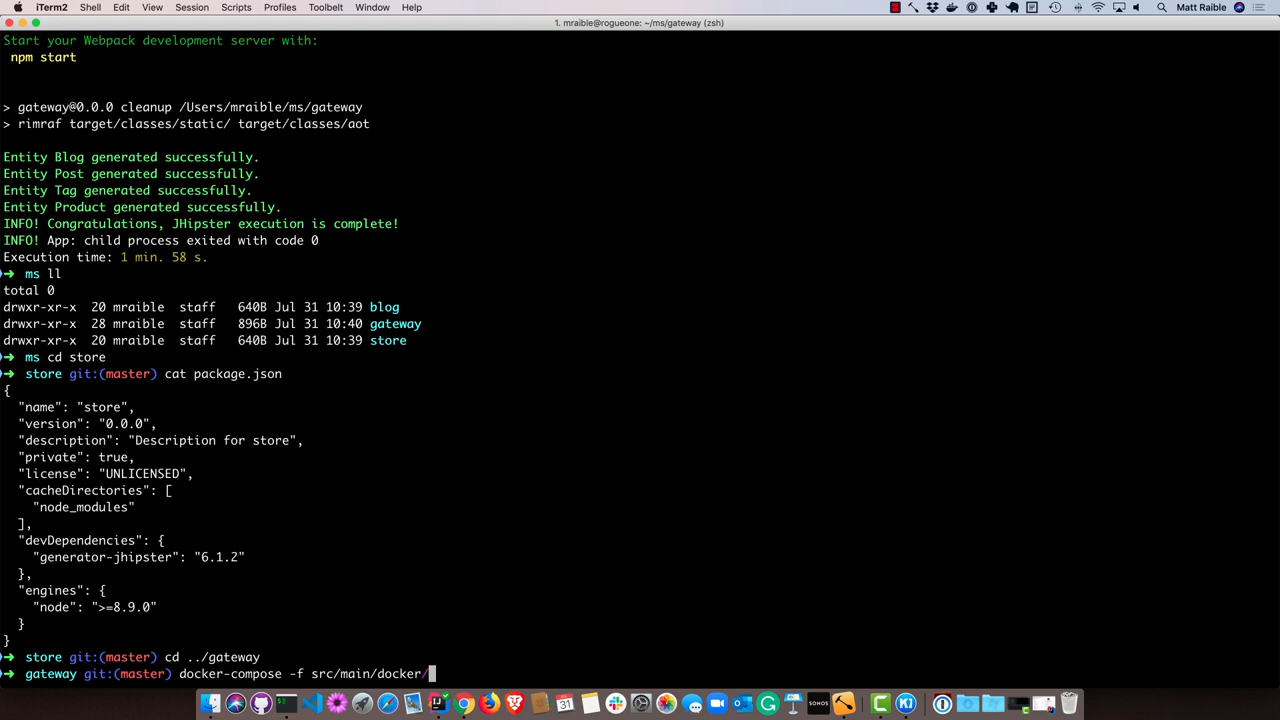 iTerm2 Shell Edit View Session Scripts Profiles Toolbelt Window Help Matt Raible
1. mraible@rogueone: ~/ms/gateway (zsh)
Start your Webpack development server with:
npm start
> gateway@0.0.0 cleanup /Users/mraible/ms/gateway
> rimraf target/classes/static/ target/classes/aot
Entity Blog generated successfully.
Entity Post generated successfully.
Entity Tag generated successfully.
Entity Product generated successfully.
INFO! Congratulations, JHipster execution is complete!
INFO! App: child process exited with code 0
Execution time: 1 min. 58 s.
➜ ms ll
total 0
drwxr-xr-x 20 mraible staff 640B Jul 31 10:39 blog
drwxr-xr-x 28 mraible staff 896B Jul 31 10:40 gateway
drwxr-xr-x 20 mraible staff 640B Jul 31 10:39 store
➜ ms cd store
➜ store git:(master) cat package.json
{
"name": "store",
"version": "0.0.0",
"description": "Description for store",
"private": true,
"license": "UNLICENSED",
"cacheDirectories": [
"node_modules"
],
"devDependencies": {
"generator-jhipster": "6.1.2"
},
"engines": {
"node": ">=8.9.0"
}
}
➜ store git:(master) cd ../gateway
➜ gateway git:(master) docker-compose -f src/main/docker/
31 SONOS